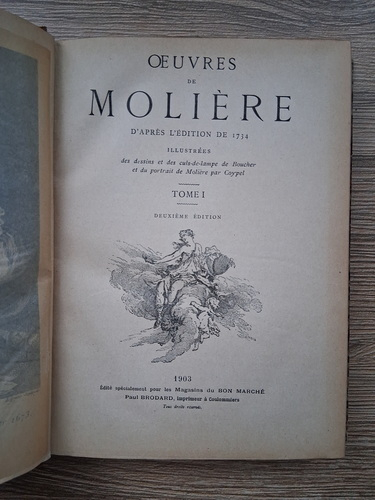 ŒUVRES
DE
MOLIÈRE
D'APRÈS L'ÉDITION DE 1734
ILLUSTRÉES
des dessins et des culs-de-lampe de Boucher
et du portrait de Molière par Coypel
TOME I
DEUXIÈME ÉDITION
1903
Édité spécialement pour les Magasins du BON MARCHÉ
Paul BRODARD, Imprimeur à Coulommiers
Tous droits réservés.